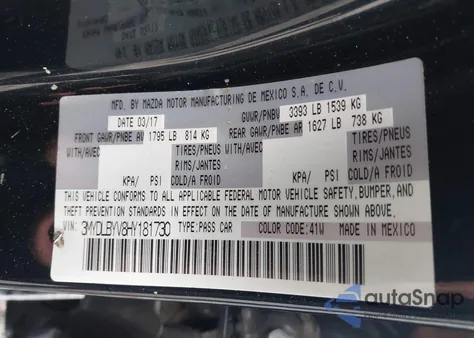 MFD. BY MAZDA MOTOR MANUFACTURING DE MEXICO S.A. DE C.V.
DATE 03/17 GVWR/PNBV 3393 LB 1539 KG
FRONT GAWR/PNBE AV 1795 LB 814 KG REAR GAWR/PNBE AR 1627 LB 738 KG
WITH/AVEC TIRES/PNEUS WITH/AVEC TIRES/PNEUS
RIMS/JANTES RIMS/JANTES
KPA/ PSI COLD/A FROID KPA/ PSI COLD/A FROID
THIS VEHICLE CONFORMS TO ALL APPLICABLE FEDERAL MOTOR VEHICLE SAFETY, BUMPER, AND
THEFT PREVENTION STANDARDS IN EFFECT ON THE DATE OF MANUFACTURE SHOWN ABOVE.
VIN: 3MYDLBYV8HY181730 TYPE:PASS CAR COLOR CODE:41W MADE IN MEXICO
autoSnap